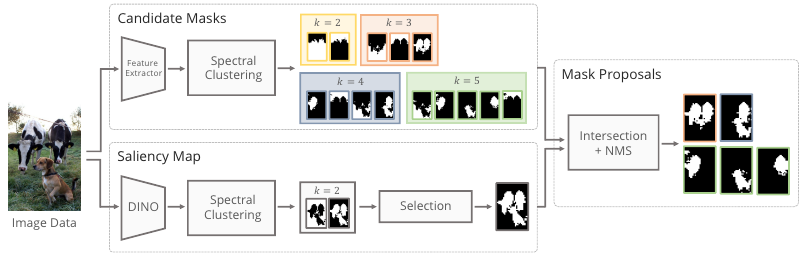 Candidate Masks
Feature
Extractor
Spectral
Clustering
k = 2
k = 3
k = 4
k = 5
Saliency Map
DINO
Spectral
Clustering
k = 2
Selection
Image Data
Mask Proposals
Intersection
+ NMS